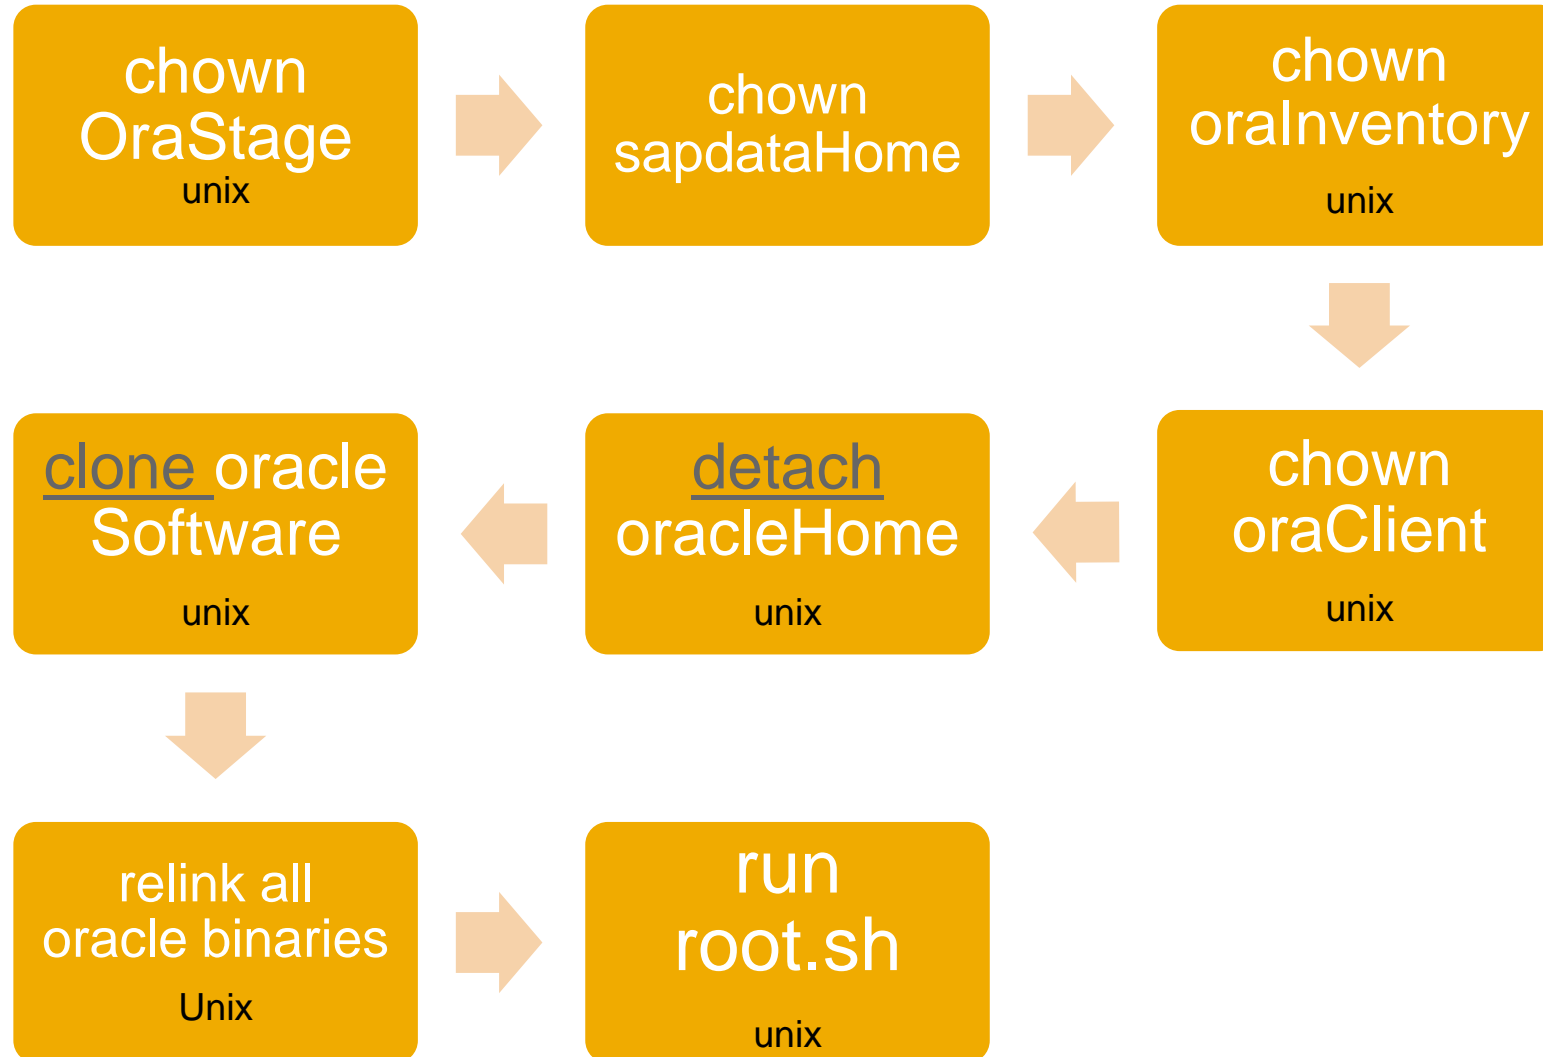 chown
OraStage
unix
chown
sapdataHome
chown
oraInventory
unix
chown
oraClient
unix
detach
oracleHome
unix
clone oracle
Software
unix
relink all
oracle binaries
Unix
run
root.sh
unix